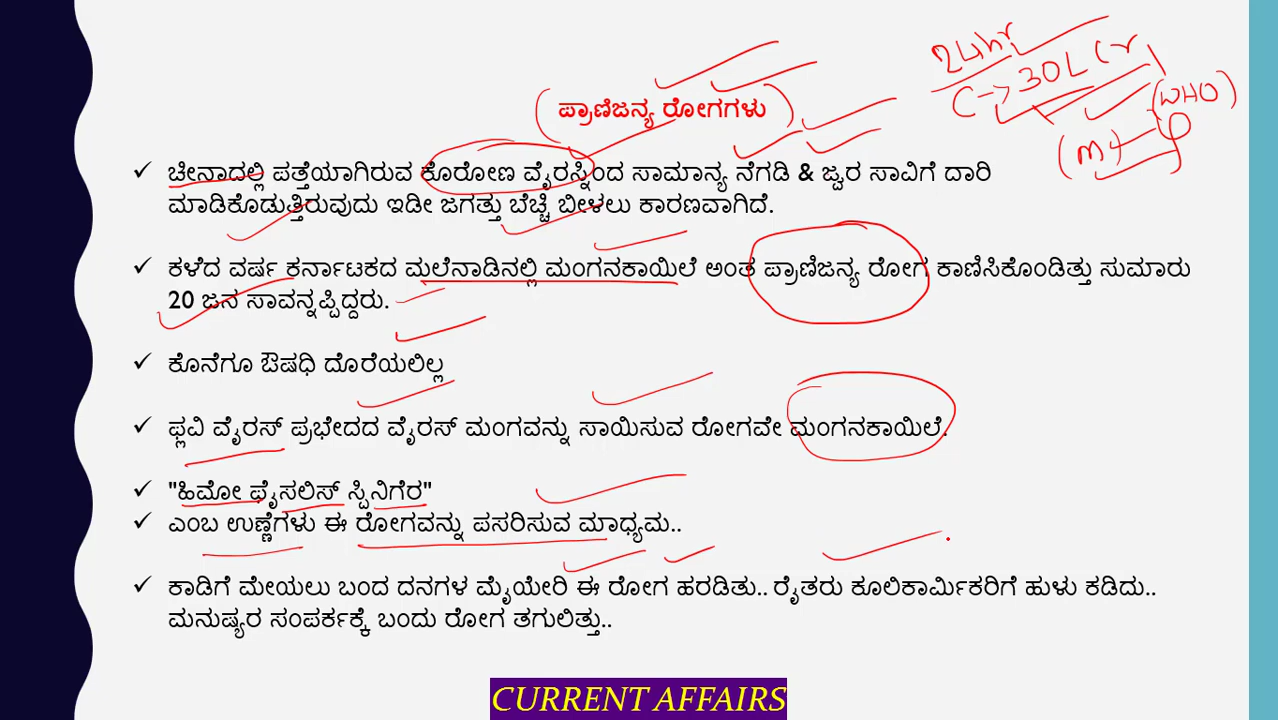 24hr
C → 30L Cr
(WHO)
(ಪ್ರಾಣಿಜನ್ಯ ರೋಗಗಳು)
✓ ಚೀನಾದಲ್ಲಿ ಪತ್ತೆಯಾಗಿರುವ ಕೊರೋಣ ವೈರಸ್ನಿಂದ ಸಾಮಾನ್ಯ ನೆಗಡಿ & ಜ್ವರ ಸಾವಿಗೆ ದಾರಿ
ಮಾಡಿಕೊಡುತ್ತಿರುವುದು ಇಡೀ ಜಗತ್ತು ಬೆಚ್ಚಿ ಬೀಳಲು ಕಾರಣವಾಗಿದೆ.
✓ ಕಳೆದ ವರ್ಷ ಕರ್ನಾಟಕದ ಮಲೆನಾಡಿನಲ್ಲಿ ಮಂಗನಕಾಯಿಲೆ ಅಂತ ಪ್ರಾಣಿಜನ್ಯ ರೋಗ ಕಾಣಿಸಿಕೊಂಡಿತ್ತು ಸುಮಾರು
20 ಜನ ಸಾವನ್ನಪ್ಪಿದ್ದರು.
✓ ಕೊನೆಗೂ ಔಷಧಿ ದೊರೆಯಲಿಲ್ಲ
✓ ಫ್ಲವಿ ವೈರಸ್ ಪ್ರಭೇದದ ವೈರಸ್ ಮಂಗವನ್ನು ಸಾಯಿಸುವ ರೋಗವೇ ಮಂಗನಕಾಯಿಲೆ.
✓ "ಹಿಮೋ ಫೈಸಲಿಸ್ ಸ್ಪಿನಿಗೆರ"
✓ ಎಂಬ ಉಣ್ಣೆಗಳು ಈ ರೋಗವನ್ನು ಪಸರಿಸುವ ಮಾಧ್ಯಮ..
✓ ಕಾಡಿಗೆ ಮೇಯಲು ಬಂದ ದನಗಳ ಮೈಯೇರಿ ಈ ರೋಗ ಹರಡಿತು.. ರೈತರು ಕೂಲಿಕಾರ್ಮಿಕರಿಗೆ ಹುಳು ಕಡಿದು..
ಮನುಷ್ಯರ ಸಂಪರ್ಕಕ್ಕೆ ಬಂದು ರೋಗ ತಗುಲಿತ್ತು..
CURRENT AFFAIRS